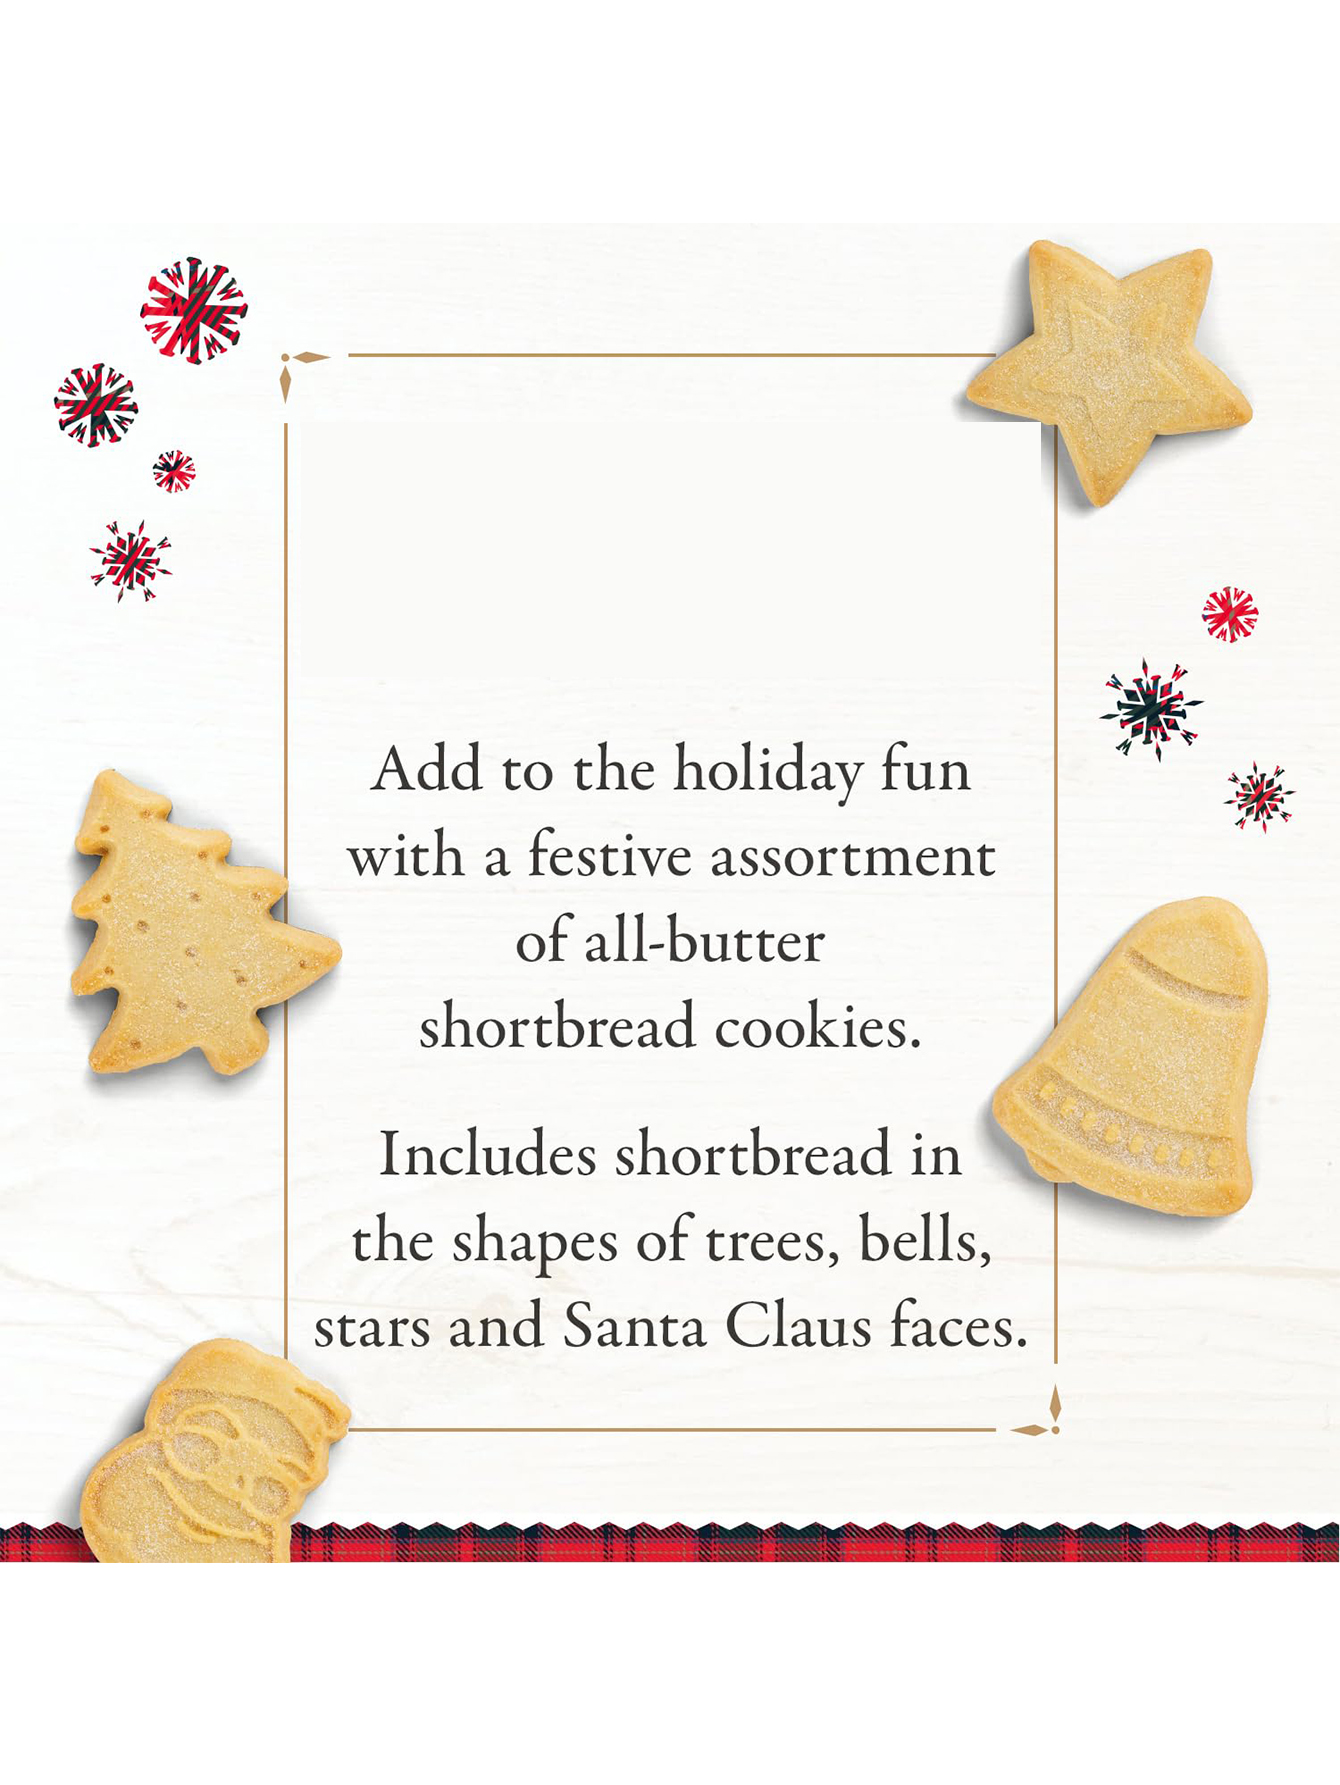 Add to the holiday fun
with a festive assortment
of all-butter
shortbread cookies.
Includes shortbread in
the shapes of trees, bells,
stars and Santa Claus faces.